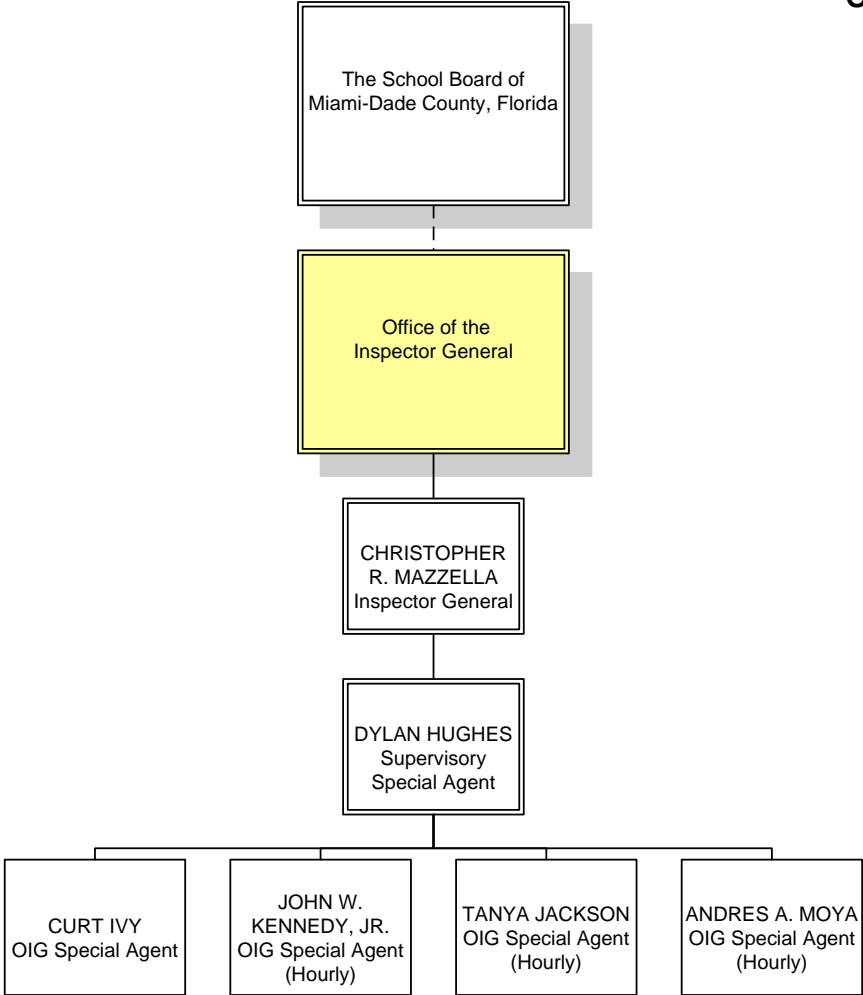 The School Board of
Miami-Dade County, Florida
Office of the
Inspector General
CHRISTOPHER
R. MAZZELLA
Inspector General
DYLAN HUGHES
Supervisory
Special Agent
CURT IVY
OIG Special Agent
JOHN W.
KENNEDY, JR.
OIG Special Agent
(Hourly)
TANYA JACKSON
OIG Special Agent
(Hourly)
ANDRES A. MOYA
OIG Special Agent
(Hourly)